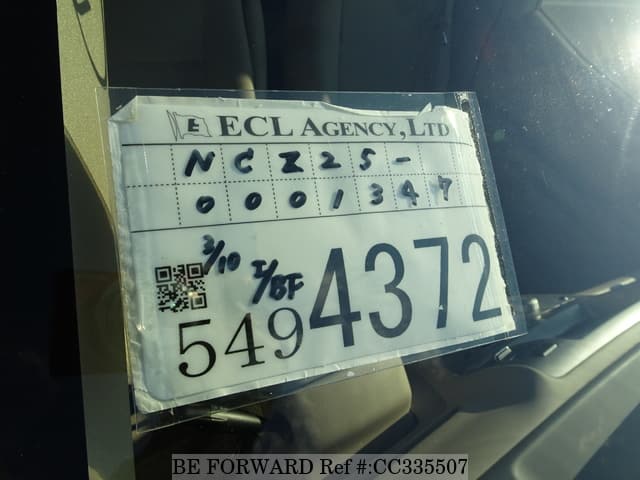 E ECL AGENCY, LTD
NCZ25-
0001347
3/10 I/BF
5494372
BE FORWARD Ref #:CC335507